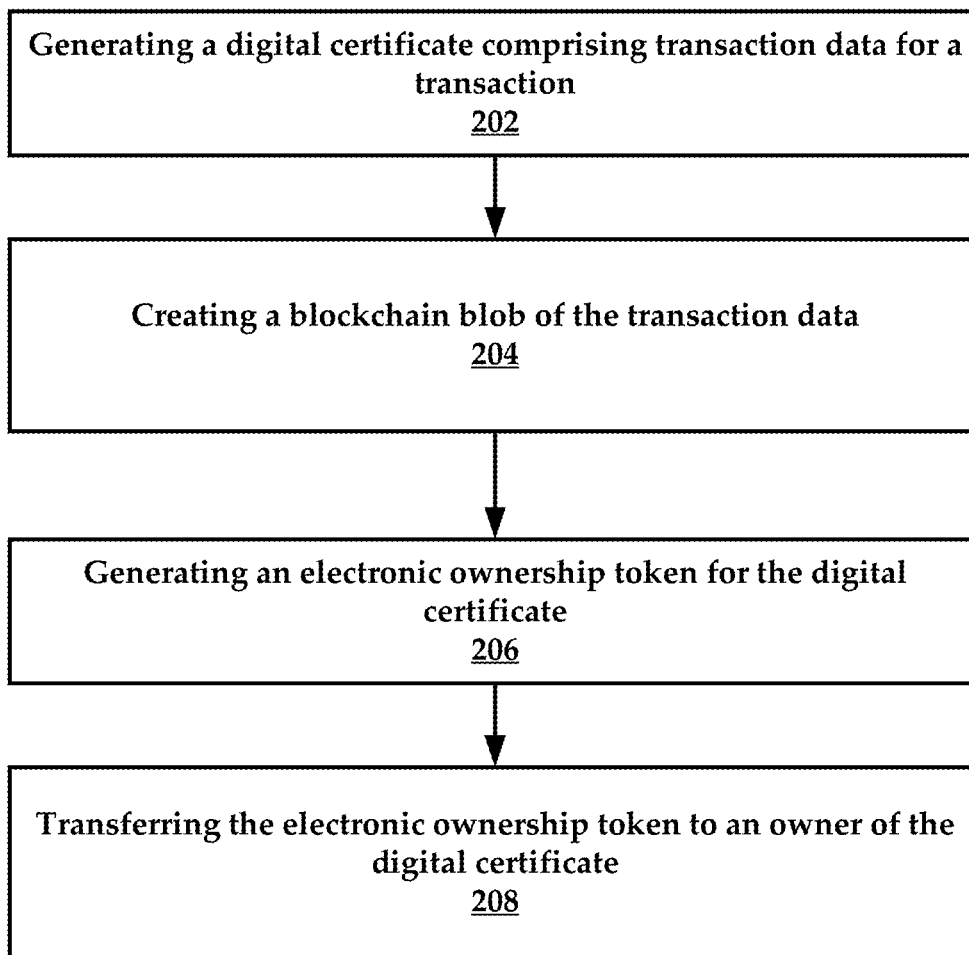 Generating a digital certificate comprising transaction data for a
transaction
202
Creating a blockchain blob of the transaction data
204
Generating an electronic ownership token for the digital
certificate
206
Transferring the electronic ownership token to an owner of the
digital certificate
208